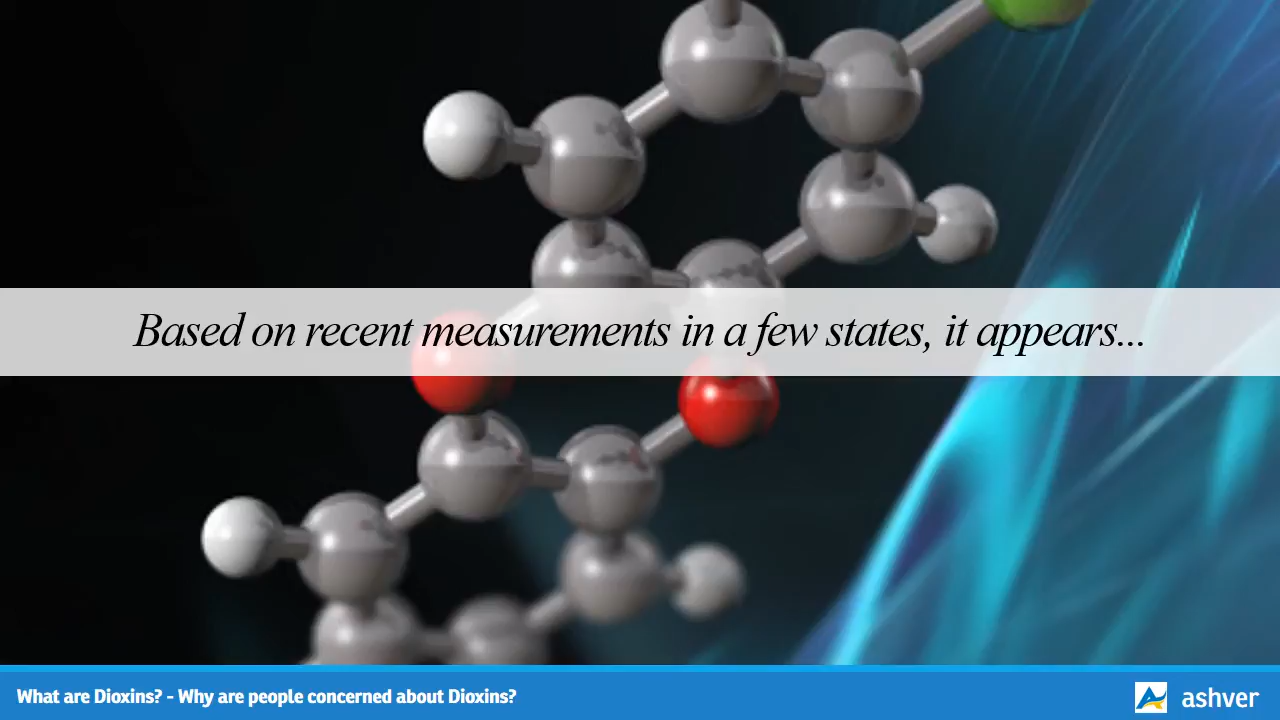 Based on recent measurements in a few states, it appears...
What are Dioxins? - Why are people concerned about Dioxins?
ashver